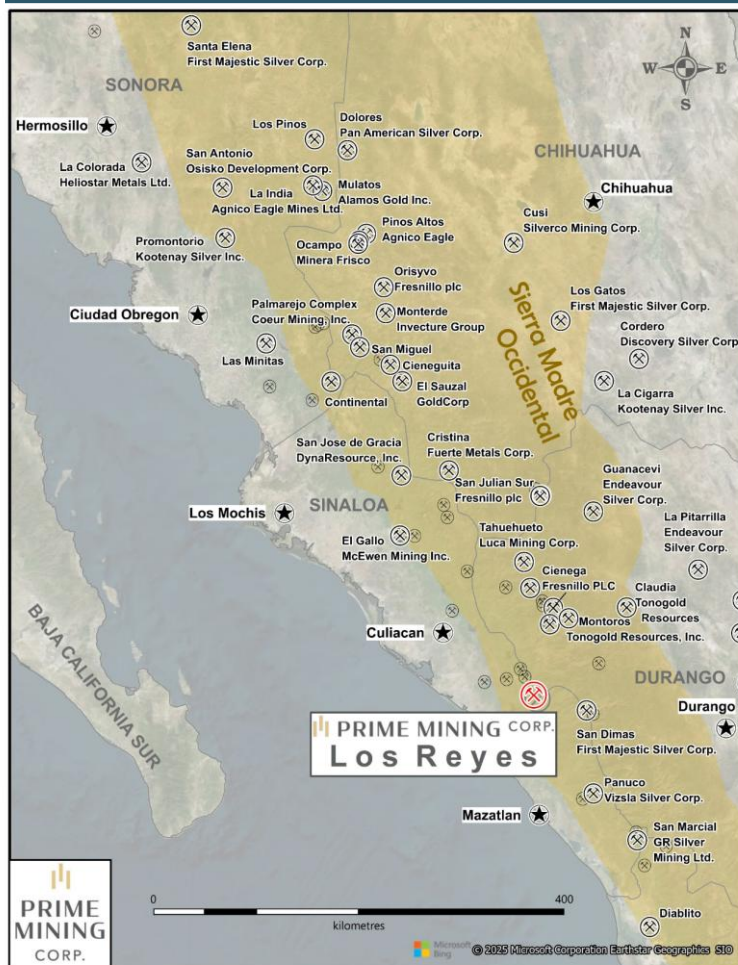 N
W
E
S
Santa Elena
First Majestic Silver Corp.
SONORA
Hermosillo
Los Pinos
Dolores
Pan American Silver Corp.
CHIHUAHUA
La Colorada
Heliostar Metals Ltd.
San Antonio
Osisko Development Corp.
La India
Agnico Eagle Mines Ltd.
Mulatos
Alamos Gold Inc.
Chihuahua
Cusi
Silverco Mining Corp.
Promontorio
Kootenay Silver Inc.
Ocampo
Minera Frisco
Pinos Altos
Agnico Eagle
Orisyvo
Fresnillo plc
Sierra Madre
Occidental
Los Gatos
First Majestic Silver Corp.
Ciudad Obregon
Palmarejo Complex
Coeur Mining, Inc.
Monterde
Invecture Group
Cordero
Discovery Silver Corp
Las Minitas
San Miguel
Cieneguita
El Sauzal
GoldCorp
Continental
La Cigarra
Kootenay Silver Inc.
San Jose de Gracia
DynaResource, Inc.
Cristina
Fuerte Metals Corp.
San Julian Sur
Fresnillo plc
Guanacevi
Endeavour
Silver Corp.
Los Mochis
SINALOA
La Pitarrilla
Endeavour
Silver Corp.
El Gallo
McEwen Mining Inc.
Tahuehueto
Luca Mining Corp.
Cienega
Fresnillo PLC
Claudia
Tonogold
Resources
Montoros
Tonogold Resources, Inc.
BAJA CALIFORNIA SUR
Culiacan
DURANGO
Durango
PRIME MINING CORP.
Los Reyes
San Dimas
First Majestic Silver Corp.
Panuco
Vizsla Silver Corp.
Mazatlan
San Marcial
GR Silver
Mining Ltd.
PRIME
MINING
CORP.
0
400
kilometres
Diablito
Microsoft
Bing
© 2025 Microsoft Corporation Earthstar Geographics SIO